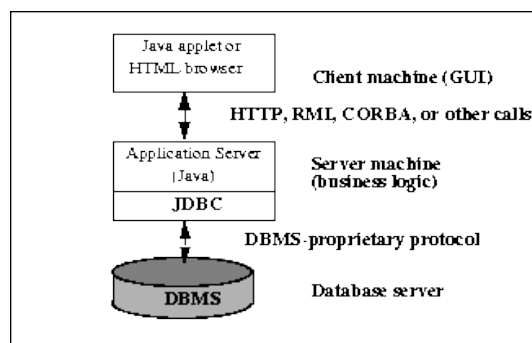 Java applet or
HTML browser
Client machine (GUI)
HTTP, RMI, CORBA, or other calls
Application Server
(Java)
JDBC
Server machine
(business logic)
DBMS-proprietary protocol
DBMS
Database server